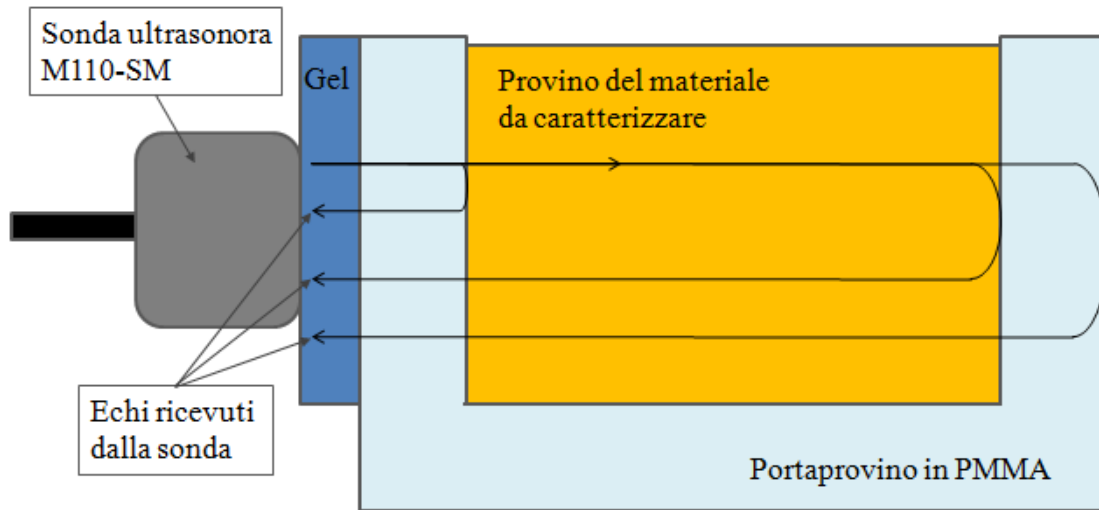 Sonda ultrasonora
M110-SM
Gel
Provino del materiale
da caratterizzare
Echi ricevuti
dalla sonda
Portaprovino in PMMA